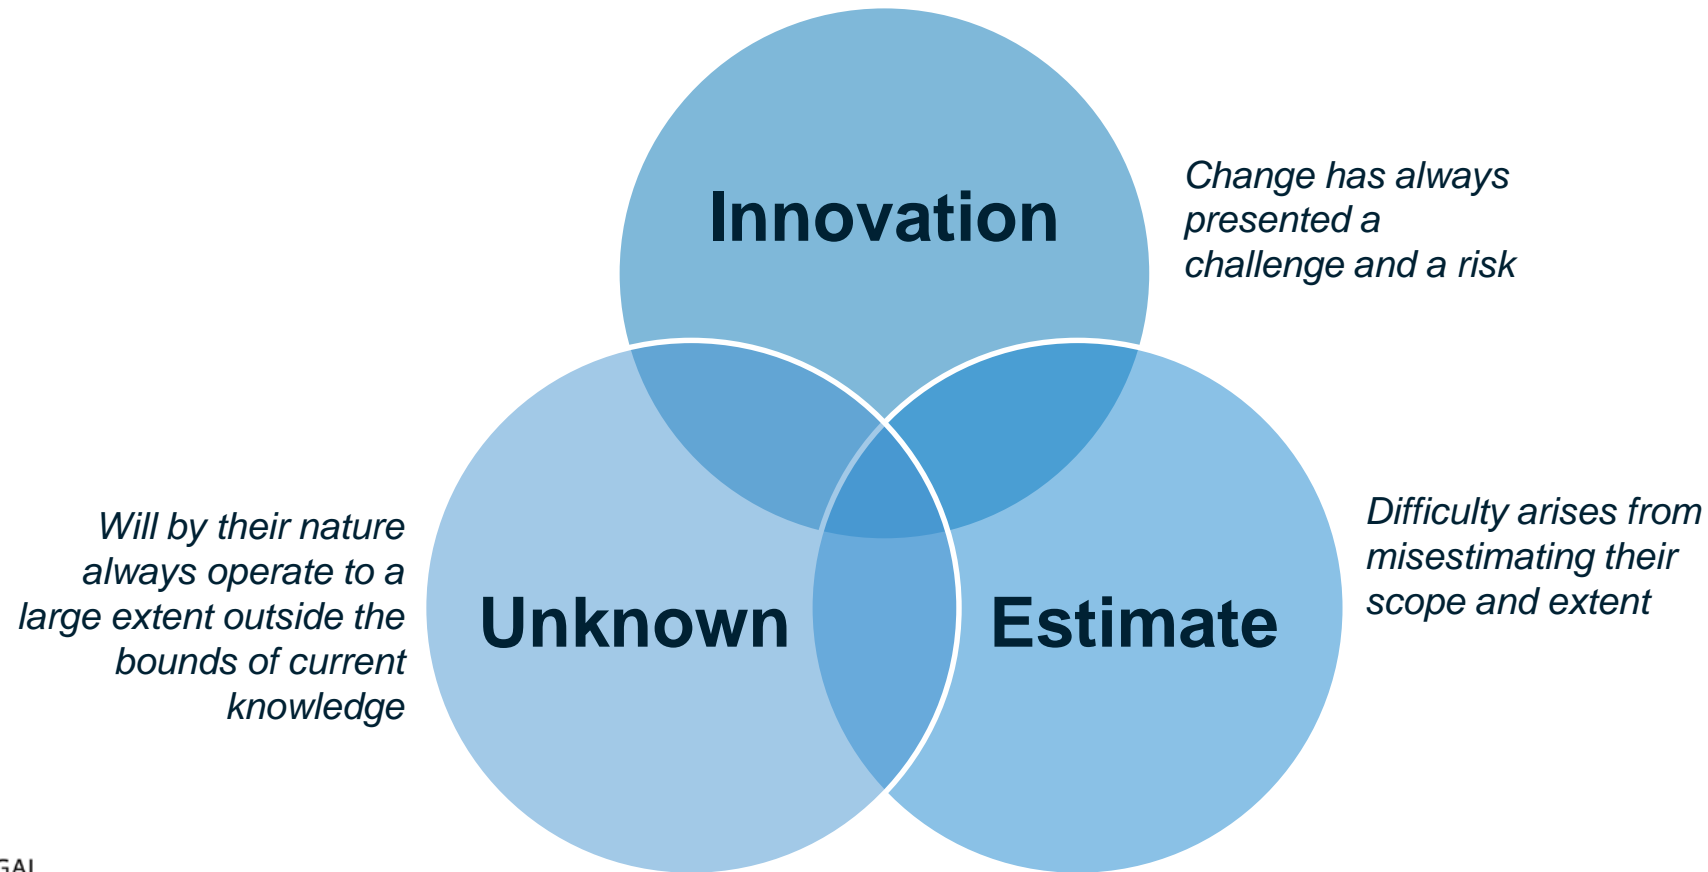 Innovation
Change has always
presented a
challenge and a risk
Will by their nature
always operate to a
large extent outside the
bounds of current
knowledge
Unknown
Estimate
Difficulty arises from
misestimating their
scope and extent